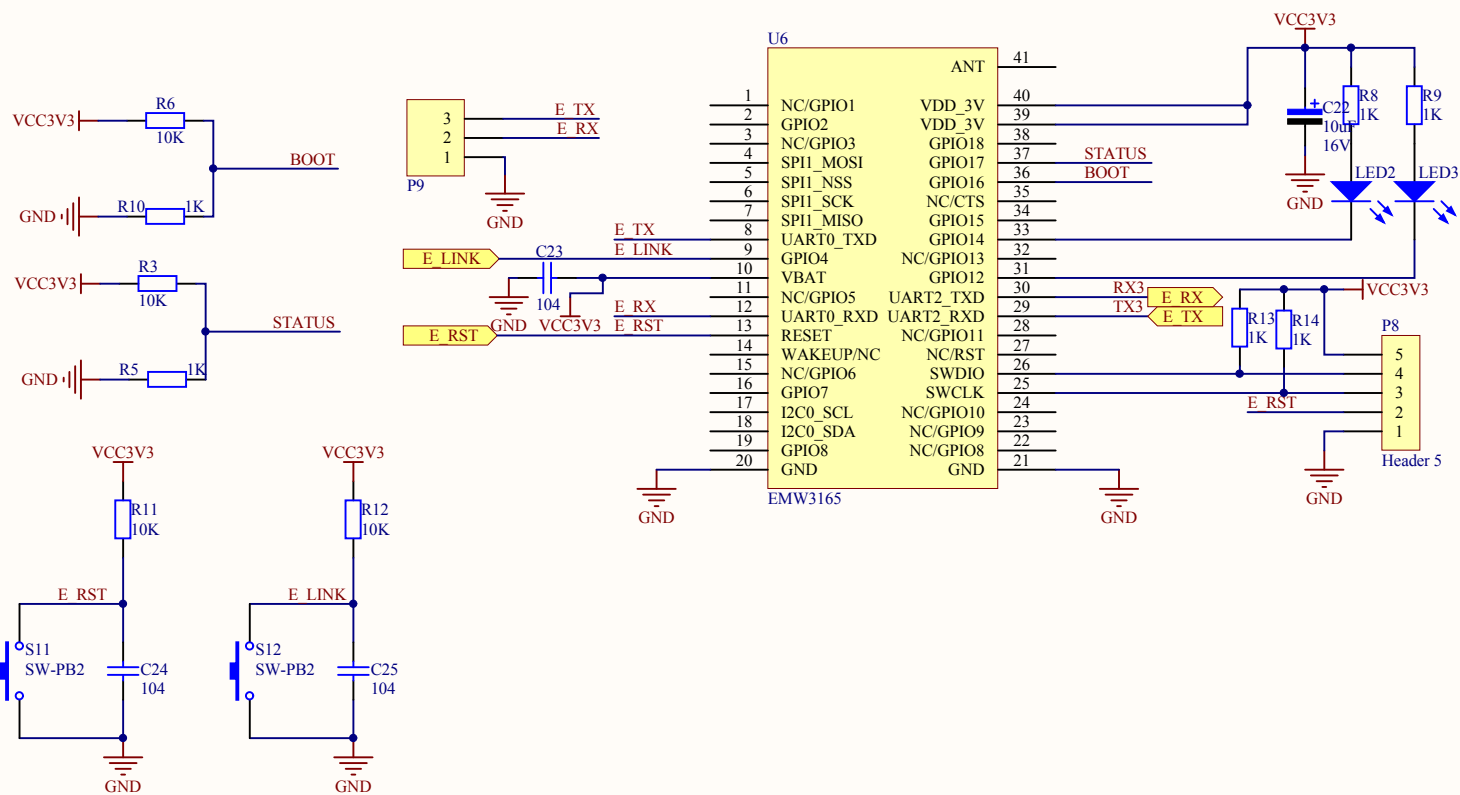 VCC3V3
R6
10K
BOOT
R10
1K
GND
VCC3V3
R3
10K
STATUS
R5
1K
GND
VCC3V3
R11
10K
E_RST
S11
SW-PB2
C24
104
GND
VCC3V3
R12
10K
E_LINK
S12
SW-PB2
C25
104
GND
3
2
1
P9
E_TX
E_RX
GND
E_TX
E_LINK
E_LINK
C23
104
GND
VCC3V3
E_RX
E_RST
E_RST
U6
ANT 41
1 NC/GPIO1 VDD_3V 40
2 GPIO2 VDD_3V 39
3 NC/GPIO3 GPIO18 38
4 SPI1_MOSI GPIO17 37
5 SPI1_NSS GPIO16 36
6 SPI1_SCK NC/CTS 35
7 SPI1_MISO GPIO15 34
8 UART0_TXD GPIO14 33
9 GPIO4 NC/GPIO13 32
10 VBAT GPIO12 31
11 NC/GPIO5 UART2_TXD 30
12 UART0_RXD UART2_RXD 29
13 RESET NC/GPIO11 28
14 WAKEUP/NC NC/RST 27
15 NC/GPIO6 SWDIO 26
16 GPIO7 SWCLK 25
17 I2C0_SCL NC/GPIO10 24
18 I2C0_SDA NC/GPIO9 23
19 GPIO8 NC/GPIO8 22
20 GND GND 21
EMW3165
GND
GND
STATUS
BOOT
VCC3V3
C22
10uF
16V
GND
R8
1K
R9
1K
LED2
LED3
RX3
E_RX
TX3
E_TX
VCC3V3
R13
1K
R14
1K
P8
5
4
3
2
1
E_RST
Header 5
GND